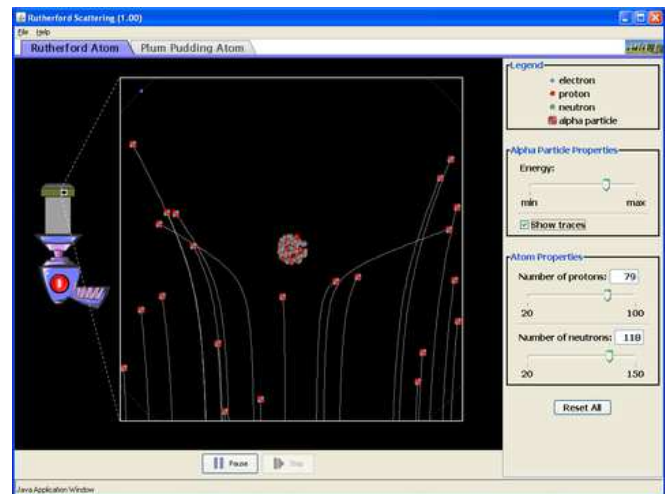 Rutherford Scattering (1.00)
File Help
Rutherford Atom Plum Pudding Atom
Legend
electron
proton
neutron
alpha particle
Alpha Particle Properties
Energy:
min max
Show traces
Atom Properties
Number of protons: 79
20 100
Number of neutrons: 118
20 150
Reset All
Pause Step
Java Application Window